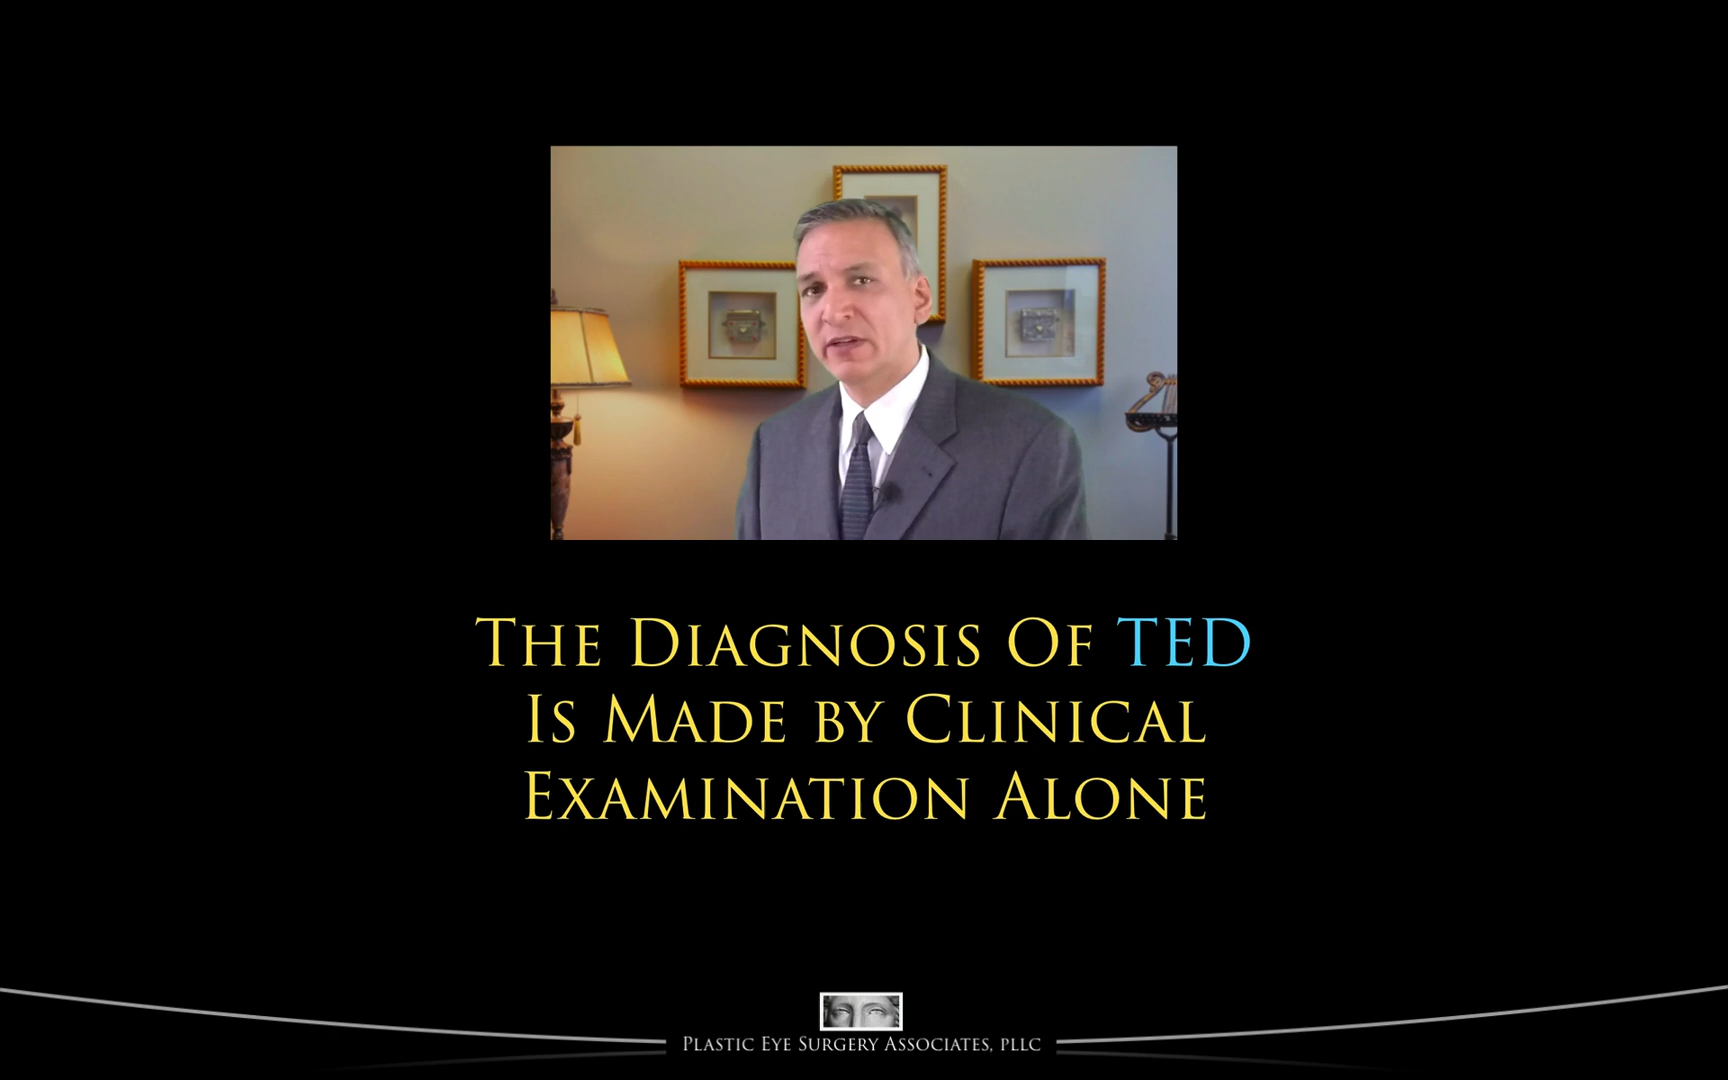 The Diagnosis Of TED
Is Made by Clinical
Examination Alone
Plastic Eye Surgery Associates, PLLC